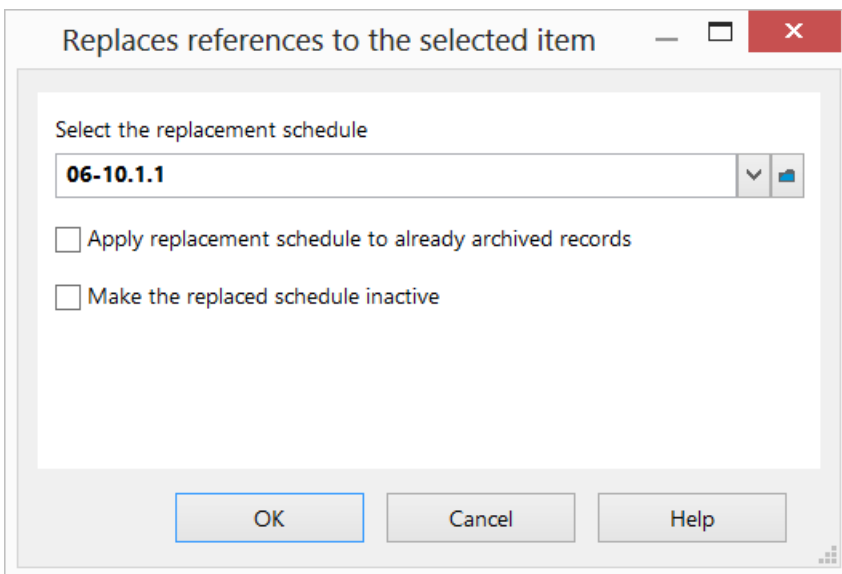 Replaces references to the selected item
Select the replacement schedule
06-10.1.1
Apply replacement schedule to already archived records
Make the replaced schedule inactive
OK Cancel Help